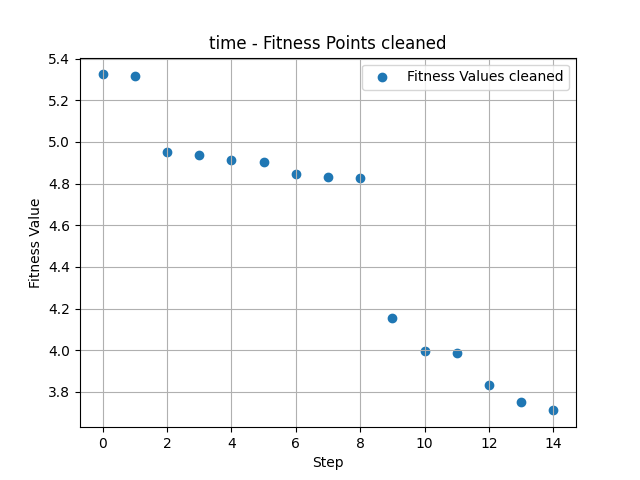 time - Fitness Points cleaned
Fitness Values cleaned
5.4
5.2
5.0
4.8
4.6
4.4
4.2
4.0
3.8
Fitness Value
0 2 4 6 8 10 12 14
Step